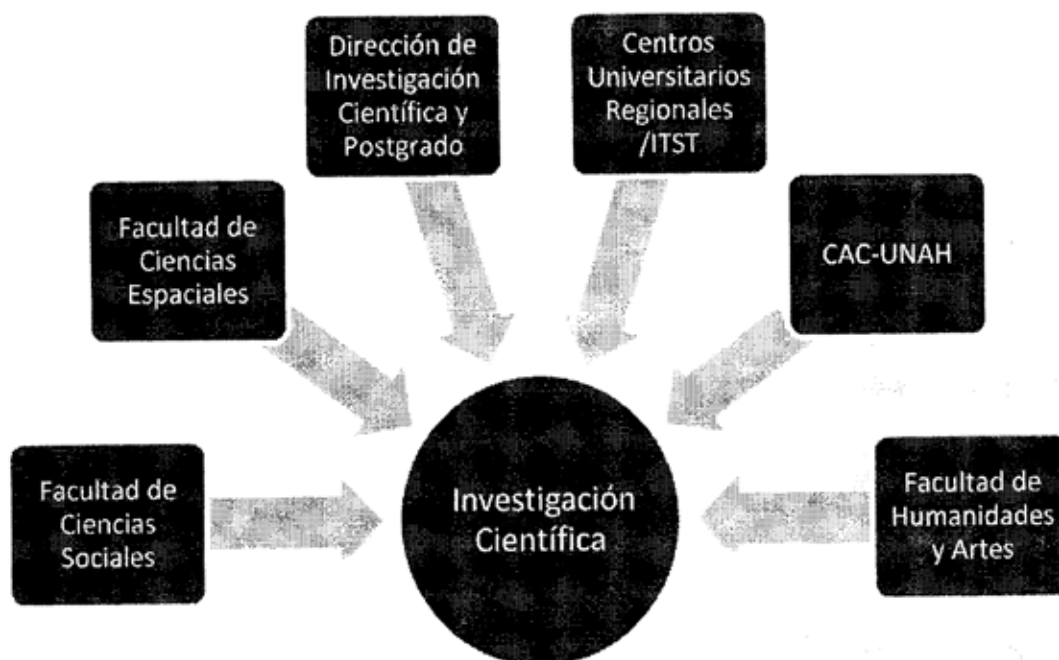 Dirección de
Investigación
Científica y
Postgrado
Centros
Universitarios
Regionales
/ITST
Facultad de
Ciencias
Espaciales
CAC-UNAH
Facultad de
Ciencias
Sociales
Investigación
Científica
Facultad de
Humanidades
y Artes